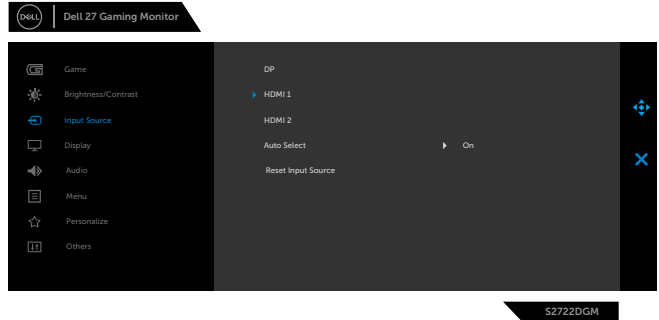 DELL
Dell 27 Gaming Monitor
Game
Brightness/Contrast
Input Source
Display
Audio
Menu
Personalize
Others
DP
HDMI 1
HDMI 2
Auto Select
On
Reset Input Source
S2722DGM